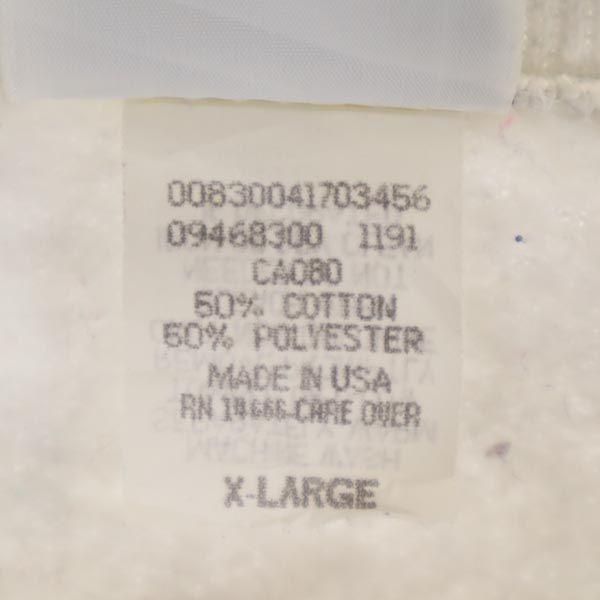 00830041703456
09468300 1191
CA080
50% COTTON
50% POLYESTER
MADE IN USA
RN 14666-CARE OVER
X-LARGE